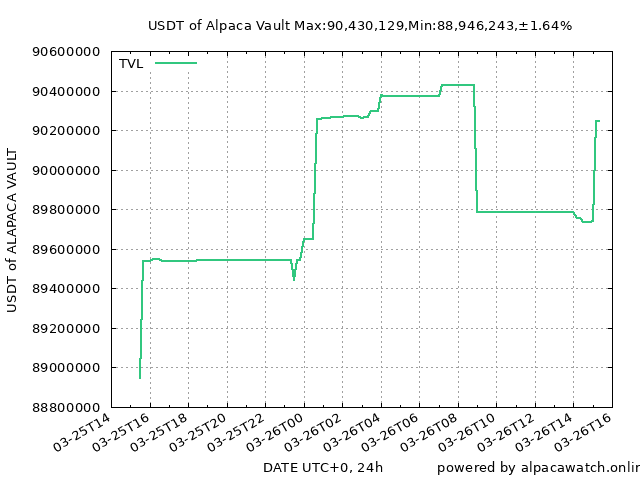 USDT of Alpaca Vault Max:90,430,129,Min:88,946,243,±1.64%
90600000
TVL
90400000
90200000
90000000
89800000
89600000
89400000
89200000
89000000
88800000
USDT of ALAPACA VAULT
03-25T14
03-25T16
03-25T18
03-25T20
03-25T22
03-26T00
03-26T02
03-26T04
03-26T06
03-26T08
03-26T10
03-26T12
03-26T14
03-26T16
DATE UTC+0, 24h
powered by alpacawatch.onlin